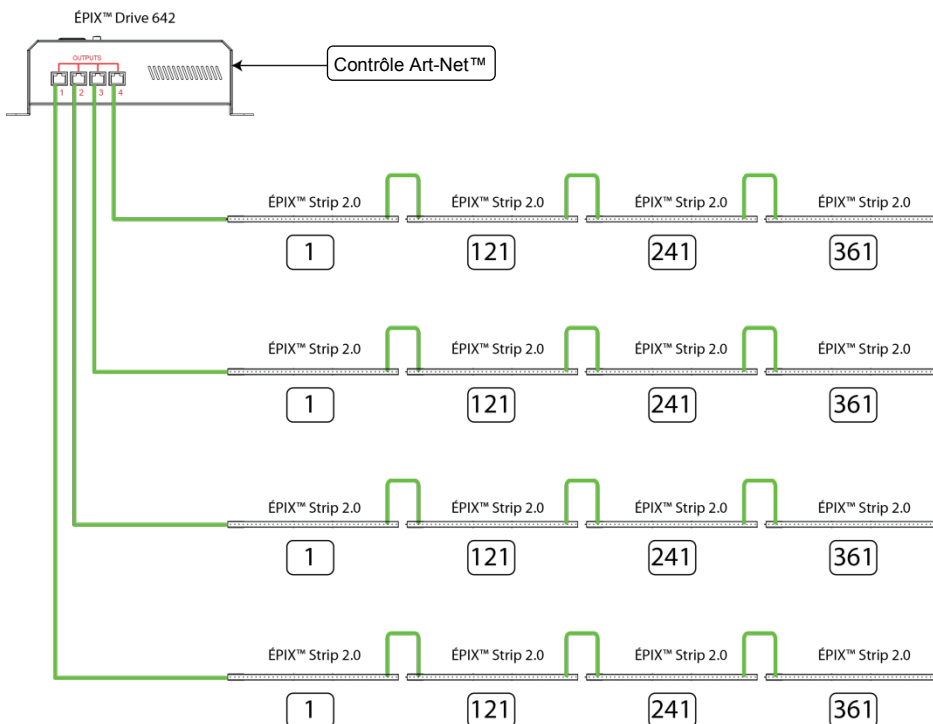 ÉPIX™ Drive 642
OUTPUTS
1 2 3 4
Contrôle Art-Net™
ÉPIX™ Strip 2.0 ÉPIX™ Strip 2.0 ÉPIX™ Strip 2.0 ÉPIX™ Strip 2.0
1 121 241 361
ÉPIX™ Strip 2.0 ÉPIX™ Strip 2.0 ÉPIX™ Strip 2.0 ÉPIX™ Strip 2.0
1 121 241 361
ÉPIX™ Strip 2.0 ÉPIX™ Strip 2.0 ÉPIX™ Strip 2.0 ÉPIX™ Strip 2.0
1 121 241 361
ÉPIX™ Strip 2.0 ÉPIX™ Strip 2.0 ÉPIX™ Strip 2.0 ÉPIX™ Strip 2.0
1 121 241 361